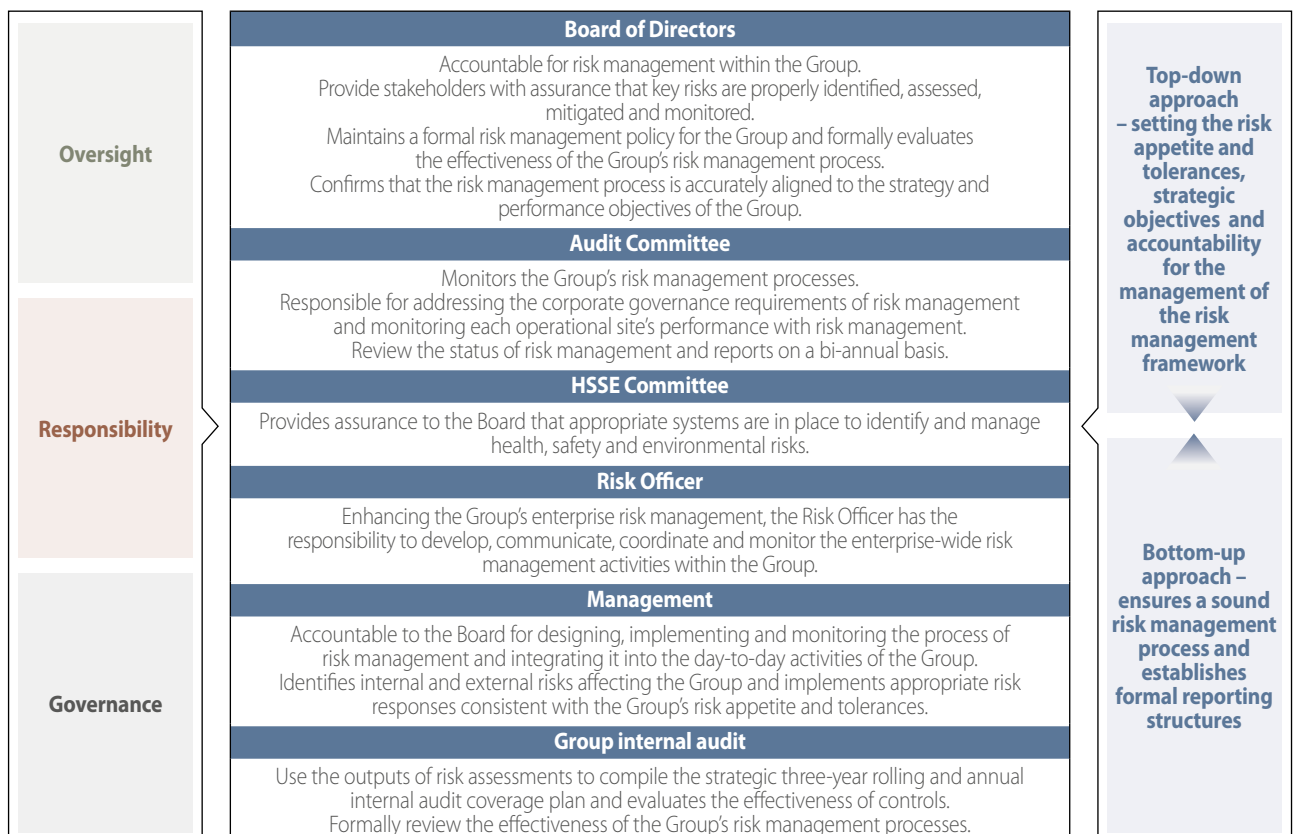 Oversight
Responsibility
Governance
Board of Directors
Accountable for risk management within the Group.
Provide stakeholders with assurance that key risks are properly identified, assessed,
mitigated and monitored.
Maintains a formal risk management policy for the Group and formally evaluates
the effectiveness of the Group's risk management process.
Confirms that the risk management process is accurately aligned to the strategy and
performance objectives of the Group.
Audit Committee
Monitors the Group's risk management processes.
Responsible for addressing the corporate governance requirements of risk management
and monitoring each operational site's performance with risk management.
Review the status of risk management and reports on a bi-annual basis.
HSSE Committee
Provides assurance to the Board that appropriate systems are in place to identify and manage
health, safety and environmental risks.
Risk Officer
Enhancing the Group's enterprise risk management, the Risk Officer has the
responsibility to develop, communicate, coordinate and monitor the enterprise-wide risk
management activities within the Group.
Management
Accountable to the Board for designing, implementing and monitoring the process of
risk management and integrating it into the day-to-day activities of the Group.
Identifies internal and external risks affecting the Group and implements appropriate risk
responses consistent with the Group's risk appetite and tolerances.
Group internal audit
Use the outputs of risk assessments to compile the strategic three-year rolling and annual
internal audit coverage plan and evaluates the effectiveness of controls.
Formally review the effectiveness of the Group's risk management processes.
Top-down
approach
– setting the risk
appetite and
tolerances,
strategic
objectives and
accountability
for the
management of
the risk
management
framework
Bottom-up
approach –
ensures a sound
risk management
process and
establishes
formal reporting
structures